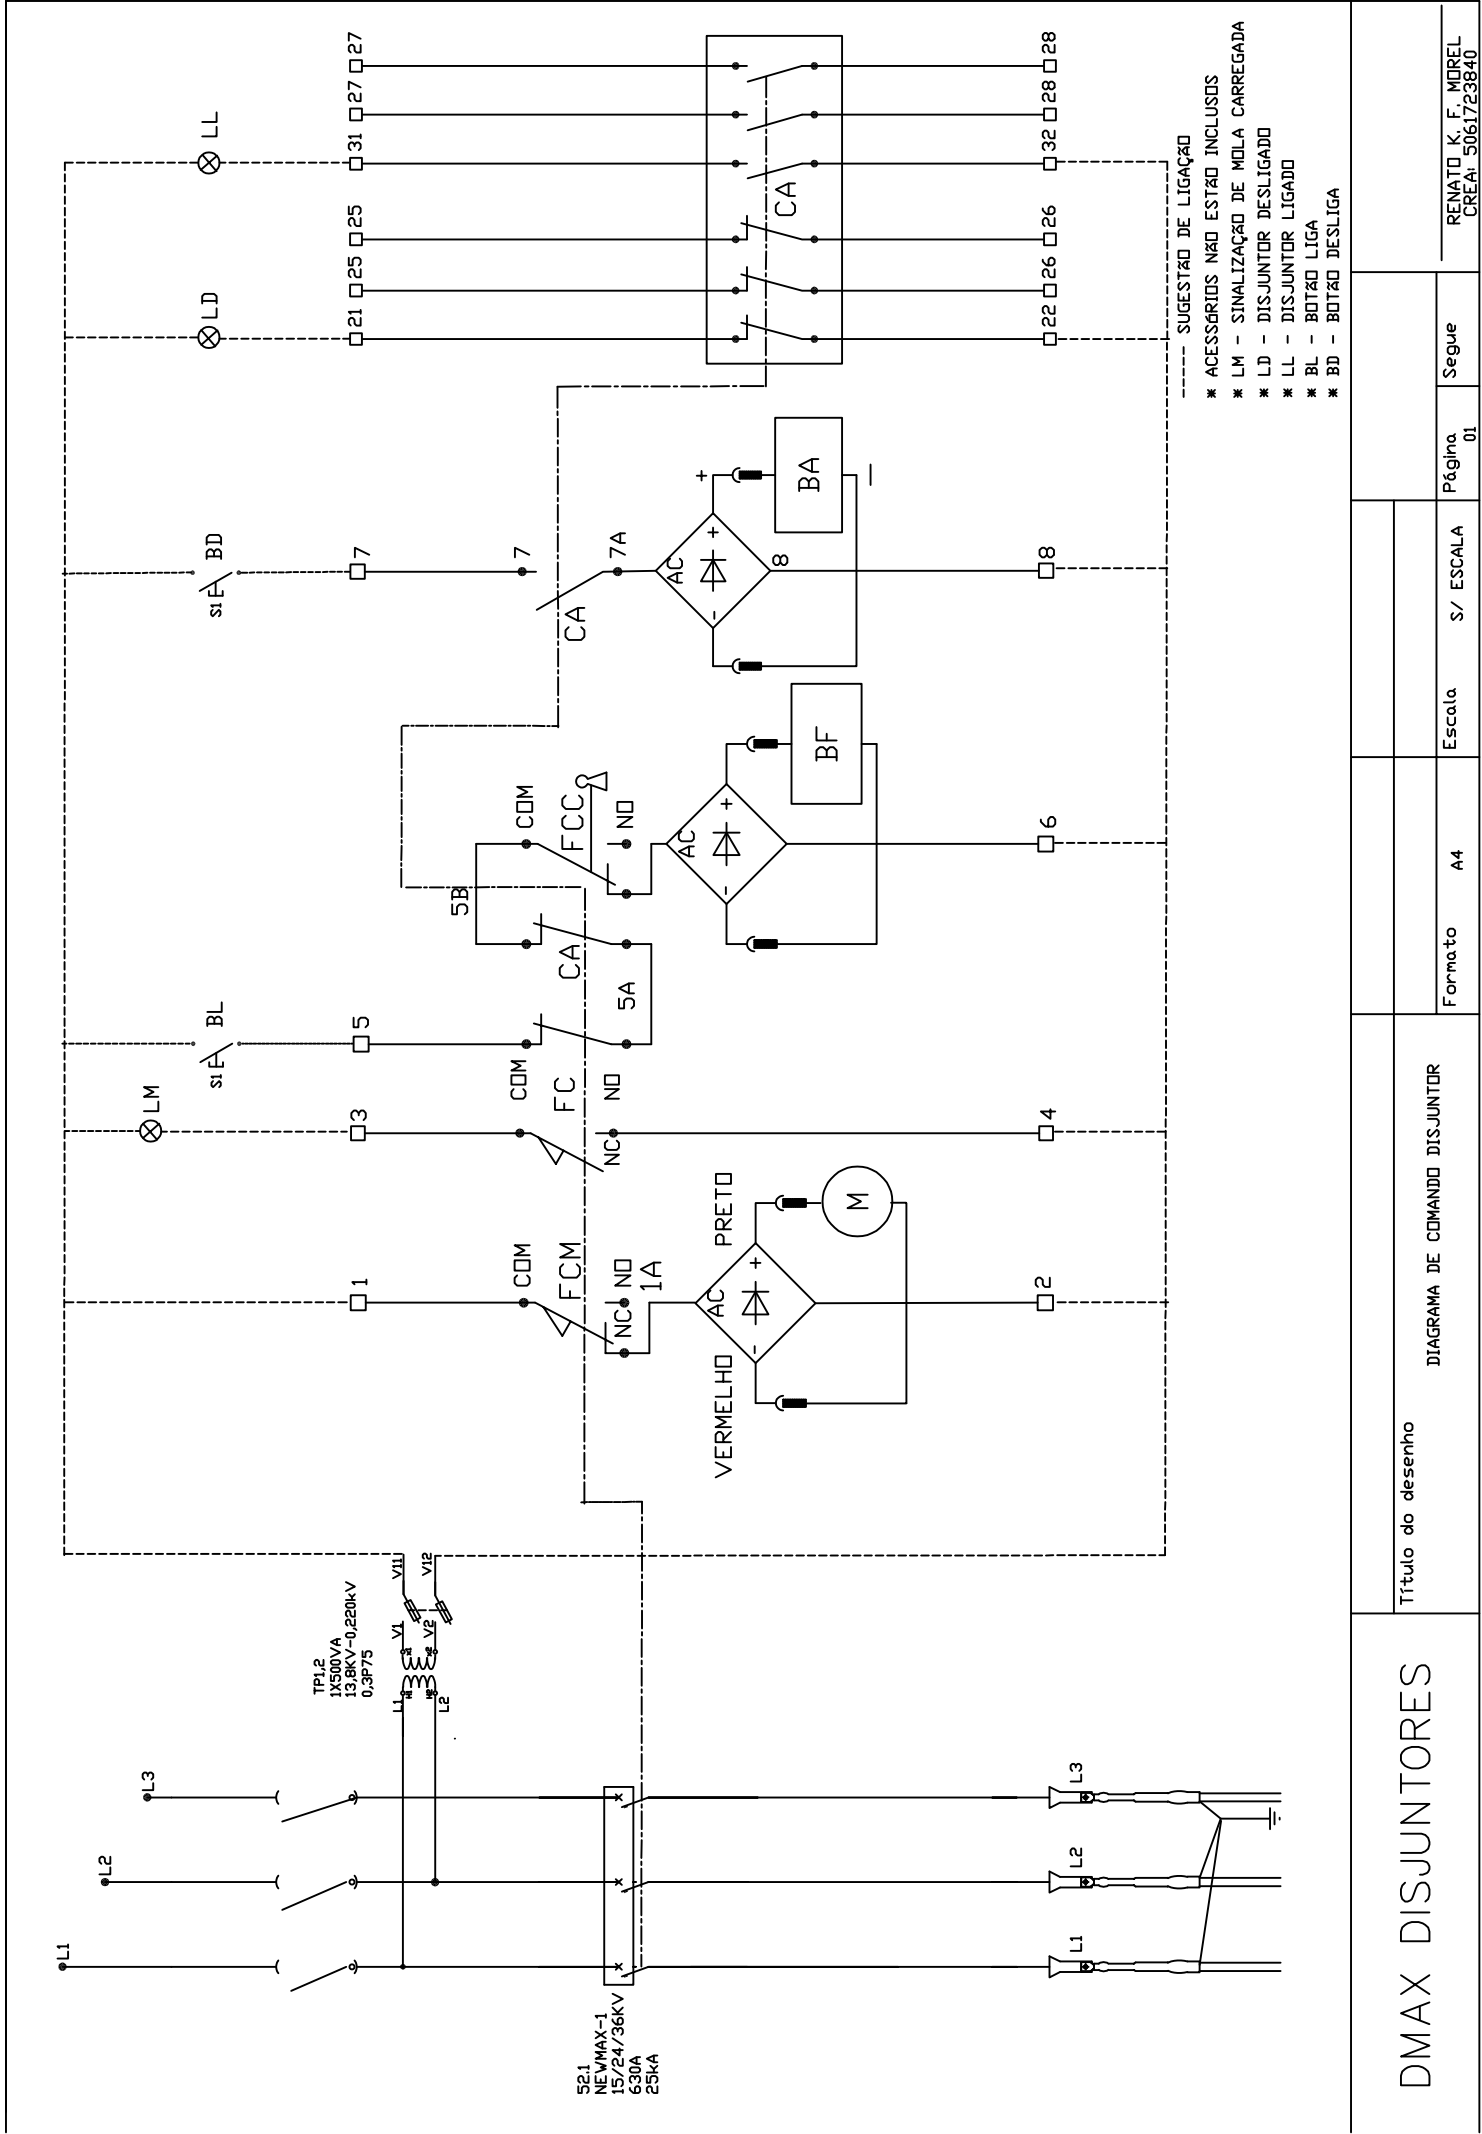 L1
L2
L3
TP1,2
1X500VA
13,8KV-0,220kV
0,3P75
L1
H1
X1
V1
V11
L2
H2
X2
V2
V12
52.1
NEWMAX-1
15/24/36KV
630A
25kA
L1
L2
L3
1
COM
FCM
NC
NO
1A
VERMELHO
PRETO
AC
-
+
M
2
LM
3
COM
FC
NC
NO
4
S1
BL
5
COM
5A
CA
5B
COM
FCC
NO
AC
-
+
BF
6
S1
BD
7
7
CA
7A
AC
-
+
+
8
BA
—
8
LD
LL
21
25
25
31
27
27
CA
22
26
26
32
28
28
----- SUGESTÃO DE LIGAÇÃO
* ACESSÓRIOS NÃO ESTÃO INCLUSOS
* LM - SINALIZAÇÃO DE MOLA CARREGADA
* LD - DISJUNTOR DESLIGADO
* LL - DISJUNTOR LIGADO
* BL - BOTÃO LIGA
* BD - BOTÃO DESLIGA
DMAX DISJUNTORES
Título do desenho
DIAGRAMA DE COMANDO DISJUNTOR
Formato A4
Escala S/ ESCALA
Página 01
Segue
RENATO K. F. MOREL
CREA: 5061723840